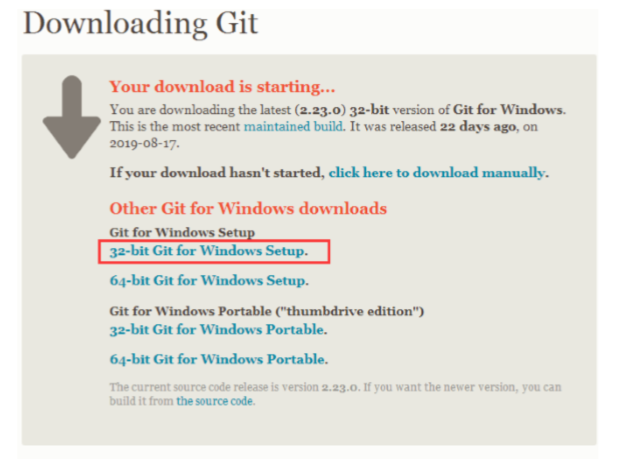 Downloading Git
Your download is starting...
You are downloading the latest (2.23.0) 32-bit version of Git for Windows.
This is the most recent maintained build. It was released 22 days ago, on
2019-08-17.
If your download hasn't started, click here to download manually.
Other Git for Windows downloads
Git for Windows Setup
32-bit Git for Windows Setup.
64-bit Git for Windows Setup.
Git for Windows Portable ("thumbdrive edition")
32-bit Git for Windows Portable.
64-bit Git for Windows Portable.
The current source code release is version 2.23.0. If you want the newer version, you can
build it from the source code.